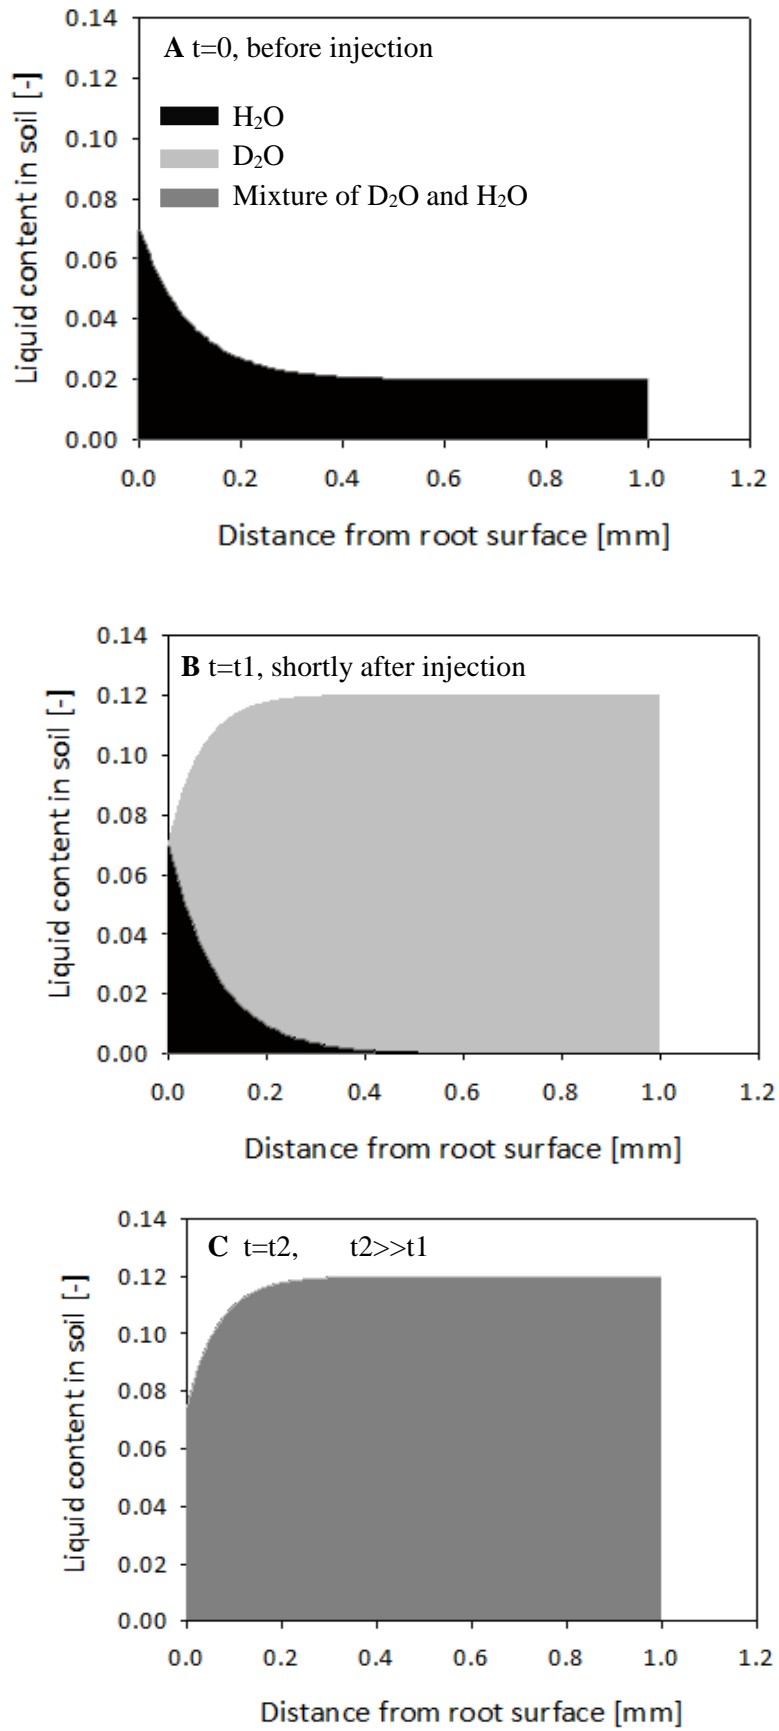 A t=0, before injection
H₂O
D₂O
Mixture of D₂O and H₂O
Liquid content in soil [-]
0.14
0.12
0.10
0.08
0.06
0.04
0.02
0.00
0.0 0.2 0.4 0.6 0.8 1.0 1.2
Distance from root surface [mm]
B t=t1, shortly after injection
Liquid content in soil [-]
0.14
0.12
0.10
0.08
0.06
0.04
0.02
0.00
0.0 0.2 0.4 0.6 0.8 1.0 1.2
Distance from root surface [mm]
C t=t2, t2>>t1
Liquid content in soil [-]
0.14
0.12
0.10
0.08
0.06
0.04
0.02
0.00
0.0 0.2 0.4 0.6 0.8 1.0 1.2
Distance from root surface [mm]